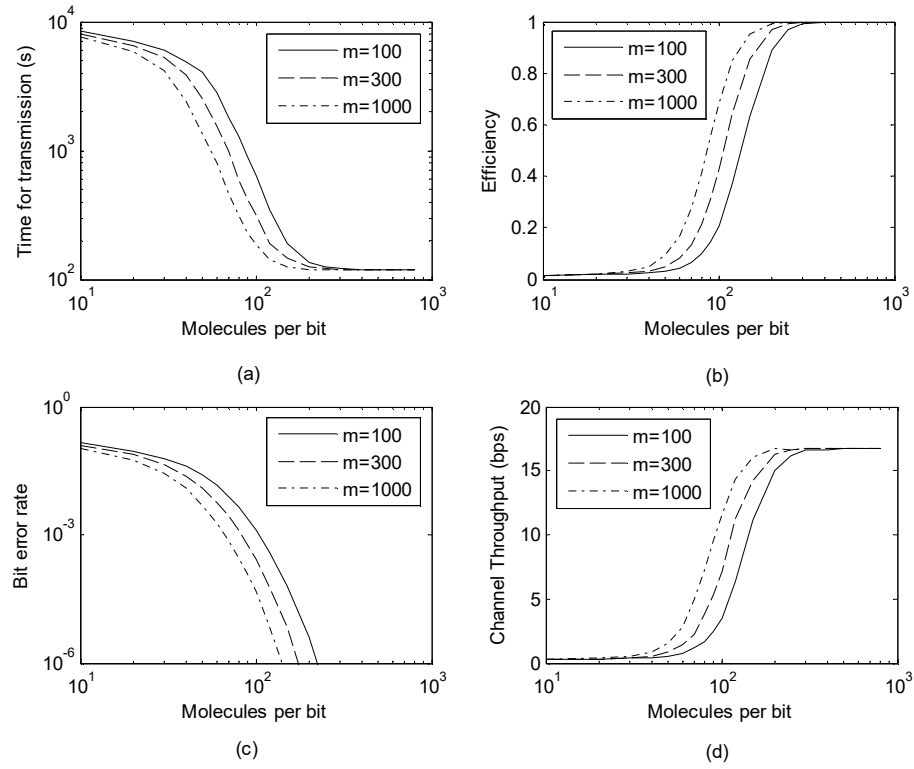 Time for transmission (s)
10^4
10^3
10^2
m=100
m=300
m=1000
10^1
10^2
10^3
Molecules per bit
(a)
Efficiency
1
0.8
0.6
0.4
0.2
0
m=100
m=300
m=1000
10^1
10^2
10^3
Molecules per bit
(b)
Bit error rate
10^0
10^-3
10^-6
m=100
m=300
m=1000
10^1
10^2
10^3
Molecules per bit
(c)
Channel Throughput (bps)
20
15
10
5
0
m=100
m=300
m=1000
10^1
10^2
10^3
Molecules per bit
(d)